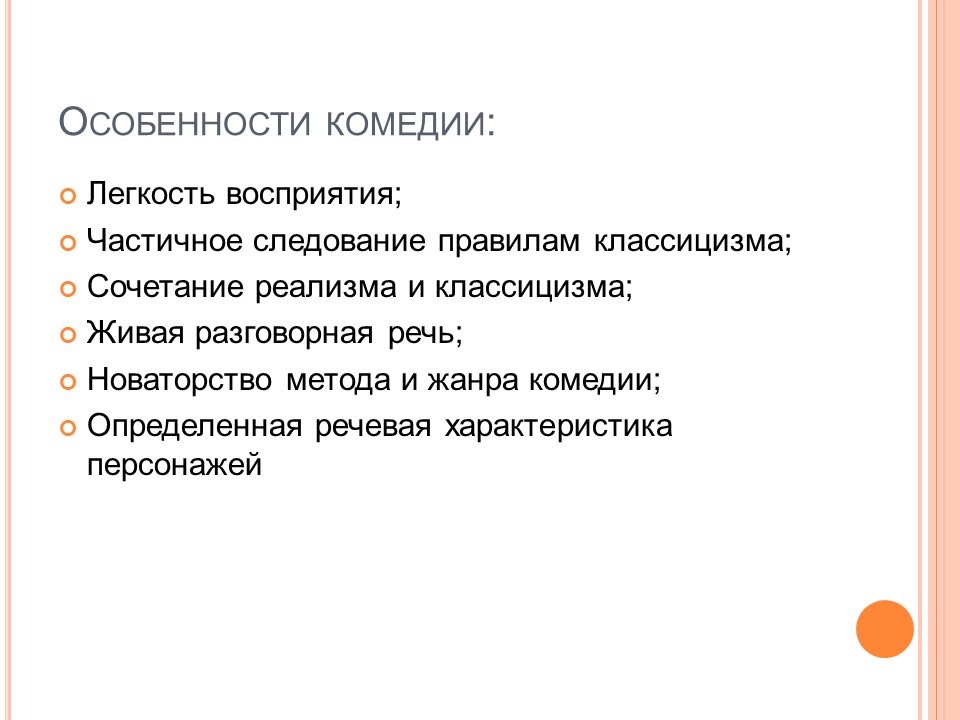 Особенности комедии:
Легкость восприятия;
Частичное следование правилам классицизма;
Сочетание реализма и классицизма;
Живая разговорная речь;
Новаторство метода и жанра комедии;
Определенная речевая характеристика
персонажей